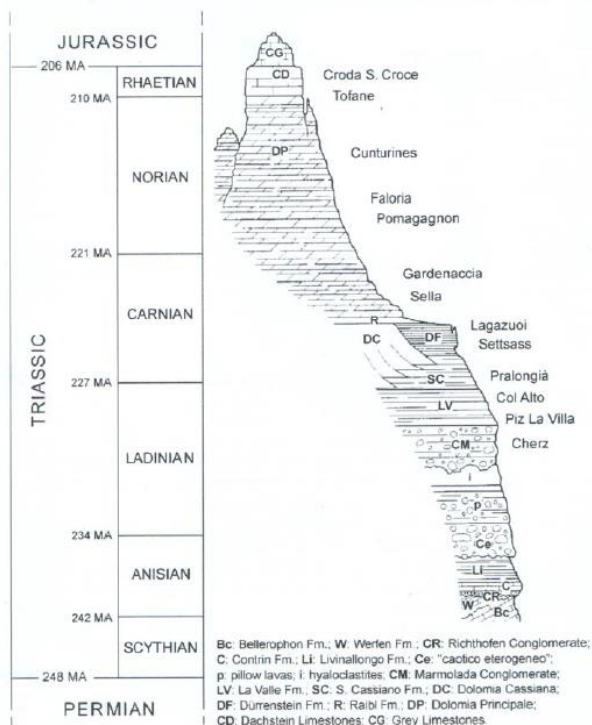 JURASSIC
206 MA
RHAETIAN
210 MA
NORIAN
221 MA
CARNIAN
227 MA
LADINIAN
234 MA
ANISIAN
242 MA
SCYTHIAN
248 MA
PERMIAN
TRIASSIC
CG
CD
DP
R
DC
DF
SC
LV
CM
i
p
Ce
Li
C
CR
W
Bc
Croda S. Croce
Tofane
Cunturines
Faloria
Pomagagnon
Gardenaccia
Sella
Lagazuoi
Settsass
Pralongià
Col Alto
Piz La Villa
Cherz
Bc: Bellerophon Fm.; W: Werfen Fm.; CR: Richthofen Conglomerate;
C: Contrin Fm.; Li: Livinallongo Fm.; Ce: "caotico eterogeneo";
p: pillow lavas; i: hyaloclastites; CM: Marmolada Conglomerate;
LV: La Valle Fm.; SC: S. Cassiano Fm.; DC: Dolomia Cassiana;
DF: Dürrenstein Fm.; R: Raibl Fm.; DP: Dolomia Principale;
CD: Dachstein Limestones; CG: Grey Limestones.